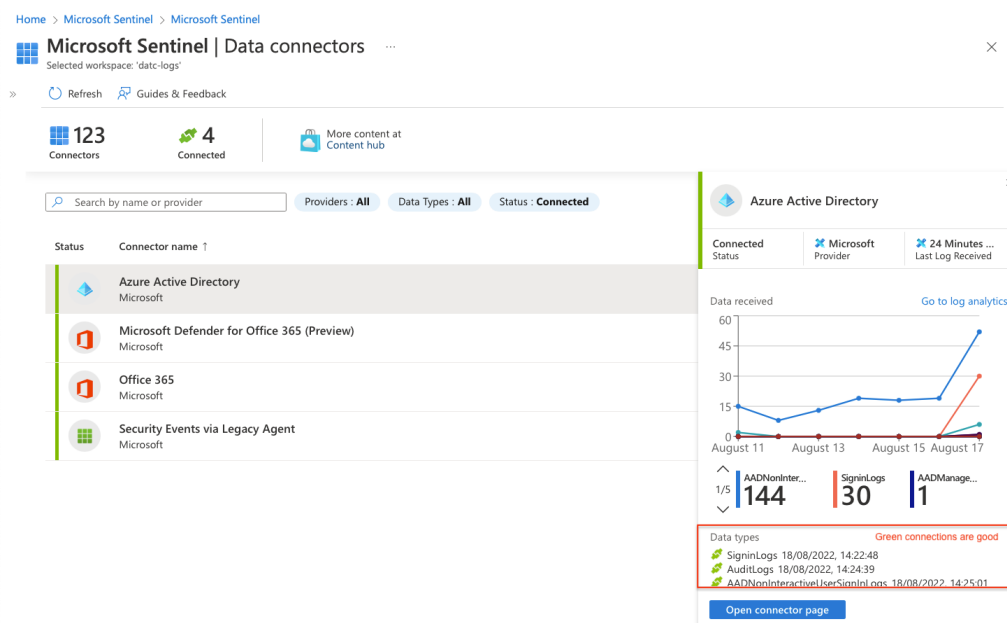 Home > Microsoft Sentinel > Microsoft Sentinel
Microsoft Sentinel | Data connectors ...
Selected workspace: 'datc-logs'
» Refresh Guides & Feedback
123 Connectors
4 Connected
More content at
Content hub
Search by name or provider
Providers : All
Data Types : All
Status : Connected
Status Connector name ↑
Azure Active Directory
Microsoft
Microsoft Defender for Office 365 (Preview)
Microsoft
Office 365
Microsoft
Security Events via Legacy Agent
Microsoft
Azure Active Directory
Connected Microsoft 24 Minutes ...
Status Provider Last Log Received
Data received Go to log analytics
60
45
30
15
0
August 11 August 13 August 15 August 17
1/5
AADNonInter... SigninLogs AADManage...
144 30 1
Data types Green connections are good
SigninLogs 18/08/2022, 14:22:48
AuditLogs 18/08/2022, 14:24:39
AADNonInteractiveUserSignInLogs 18/08/2022, 14:25:01
Open connector page